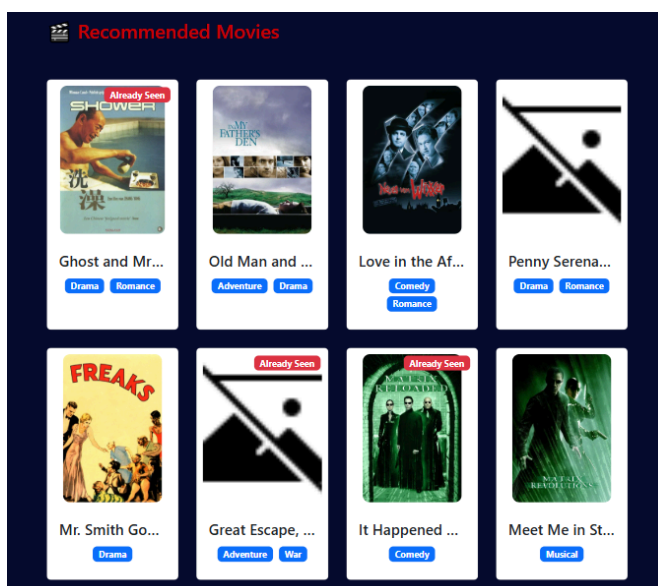 🎬 Recommended Movies
Already Seen
SHOWER
洗
澡
IN MY
FATHER'S
DEN
Ghost and Mr...
Drama Romance
Old Man and ...
Adventure Drama
Love in the Af...
Comedy
Romance
Penny Serena...
Drama Romance
FREAKS
Already Seen
Already Seen
MATRIX
RELOADED
MATRIX
REVOLUTIONS
Mr. Smith Go...
Drama
Great Escape, ...
Adventure War
It Happened ...
Comedy
Meet Me in St...
Musical